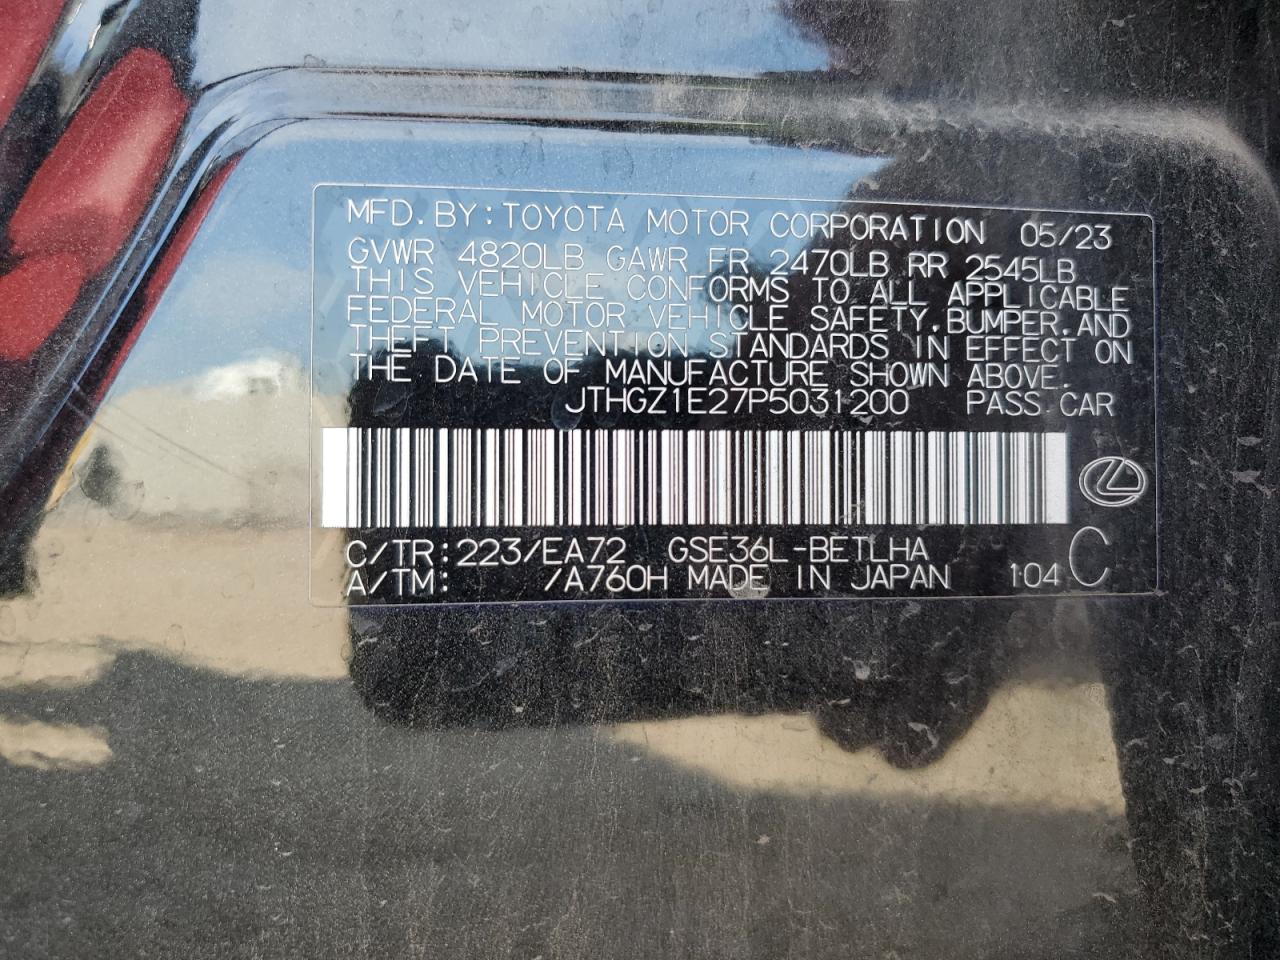 MFD.BY:TOYOTA MOTOR CORPORATION 05/23
GVWR 4820LB GAWR FR 2470LB RR 2545LB
THIS VEHICLE CONFORMS TO ALL APPLICABLE
FEDERAL MOTOR VEHICLE SAFETY,BUMPER,AND
THEFT PREVENTION STANDARDS IN EFFECT ON
THE DATE OF MANUFACTURE SHOWN ABOVE.
JTHGZ1E27P5031200 PASS.CAR
C/TR:223/EA72 GSE36L-BETLHA
A/TM: /A760H MADE IN JAPAN 104 C